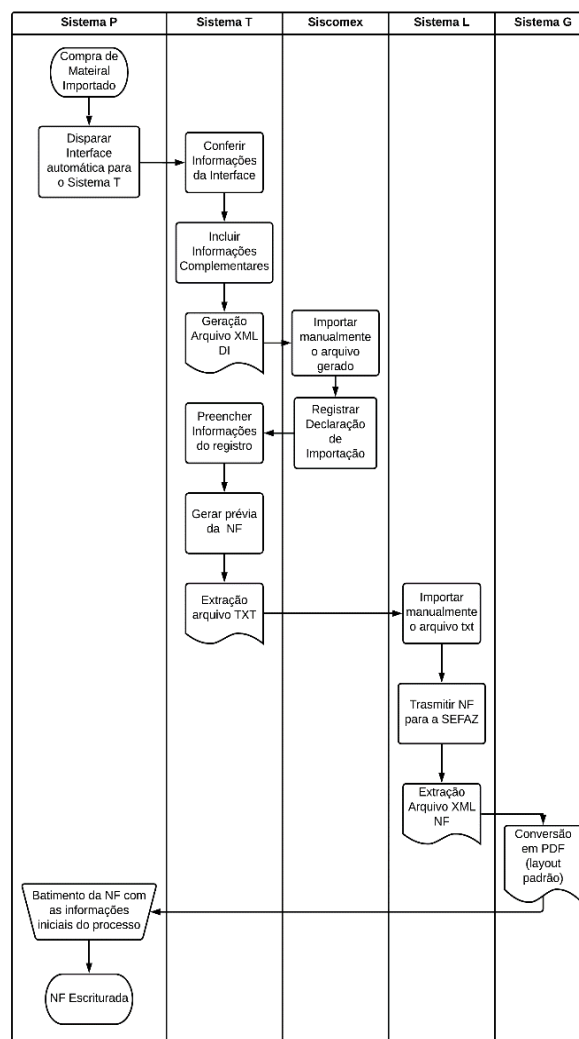 Sistema P
Sistema T
Siscomex
Sistema L
Sistema G
Compra de
Mateiral
Importado
Disparar
Interface
automática para
o Sistema T
Conferir
Informações
da Interface
Incluir
Informações
Complementares
Geração
Arquivo XML
DI
Importar
manualmente
o arquivo
gerado
Registrar
Declaração
de
Importação
Preencher
Informações
do registro
Gerar prévia
da NF
Extração
arquivo TXT
Importar
manualmente
o arquivo txt
Trasmitir NF
para a SEFAZ
Extração
Arquivo XML
NF
Conversão
em PDF
(layout
padrão)
Batimento da NF com
as informações
iniciais do processo
NF Escriturada